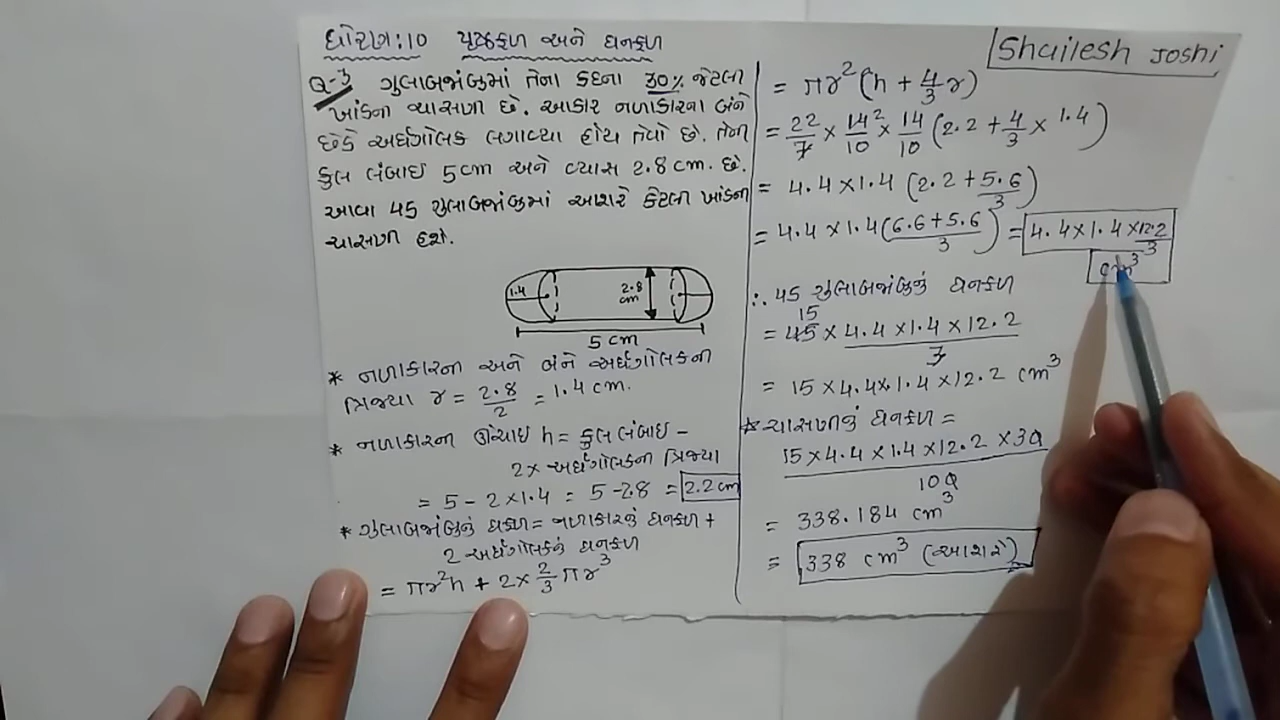 ધોરણ:10 પૃષ્ઠફળ અને ઘનફળ
Shailesh Joshi
Q-3 ગુલાબજાંબુમાં તેના કદના 30% જેટલી
ખાંડની ચાસણી છે. આકાર નળાકારના બંને
છેડે અર્ધગોલક લગાવ્યા હોય તેવો છે. તેની
કુલ લંબાઇ 5cm અને વ્યાસ 2.8 cm. છે.
આવા 45 ગુલાબજાંબુમાં આશરે કેટલી ખાંડની
ચાસણી હશે.
1.4
2.8
cm
5 cm
* નળાકારના અને બંને અર્ધગોલકની
ત્રિજ્યા r = 2.8/2 = 1.4 cm.
* નળાકારની ઊંચાઇ h = કુલ લંબાઇ -
2 × અર્ધગોલકની ત્રિજ્યા
= 5 - 2 × 1.4 = 5 - 2.8 = 2.2 cm
* ગુલાબજાંબુનું ઘનફળ = નળાકારનું ઘનફળ +
2 અર્ધગોલકનું ઘનફળ
= πr²h + 2 × 2/3 πr³
= πr² (h + 4/3 r)
= 22/7 × 14²/10 × 14/10 (2.2 + 4/3 × 1.4)
= 4.4 × 1.4 (2.2 + 5.6/3)
= 4.4 × 1.4 (6.6 + 5.6/3) = 4.4 × 1.4 × 12.2/3
cm³
∴ 45 ગુલાબજાંબુનું ઘનફળ
15
= 45 × 4.4 × 1.4 × 12.2/3
= 15 × 4.4 × 1.4 × 12.2 cm³
* ચાસણીનું ઘનફળ =
15 × 4.4 × 1.4 × 12.2 × 30/100
= 338.184 cm³
= 338 cm³ (આશરે)